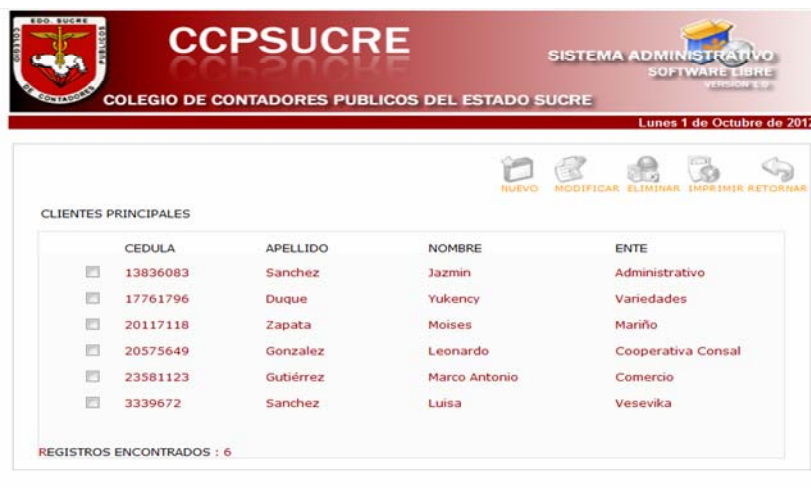 EDO. SUCRE
COLEGIO
PUBLICOS
DE CONTADORES
CCPSUCRE
SISTEMA ADMINISTRATIVO
SOFTWARE LIBRE
VERSION 1.0
COLEGIO DE CONTADORES PUBLICOS DEL ESTADO SUCRE
Lunes 1 de Octubre de 2012
NUEVO MODIFICAR ELIMINAR IMPRIMIR RETORNAR
CLIENTES PRINCIPALES
CEDULA APELLIDO NOMBRE ENTE
13836083 Sanchez Jazmin Administrativo
17761796 Duque Yukency Variedades
20117118 Zapata Moises Mariño
20575649 Gonzalez Leonardo Cooperativa Consal
23581123 Gutiérrez Marco Antonio Comercio
3339672 Sanchez Luisa Vesevika
REGISTROS ENCONTRADOS : 6